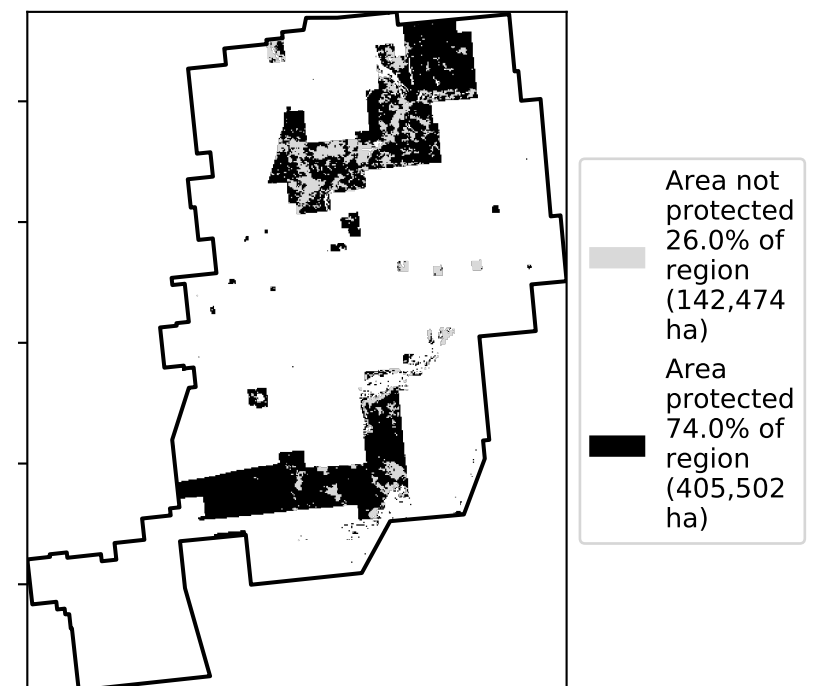 Area not
protected
26.0% of
region
(142,474
ha)
Area
protected
74.0% of
region
(405,502
ha)